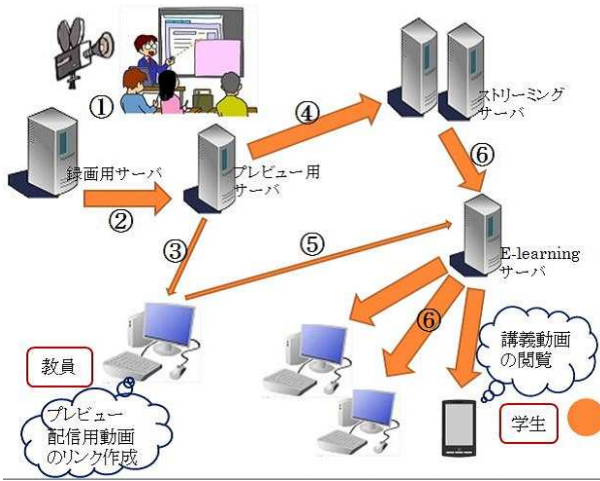 ①
④
ストリーミング
サーバ
⑥
録画用サーバ
プレビュー用
サーバ
②
③
⑤
E-learning
サーバ
⑥
教員
プレビュー
配信用動画
のリンク作成
講義動画
の閲覧
学生